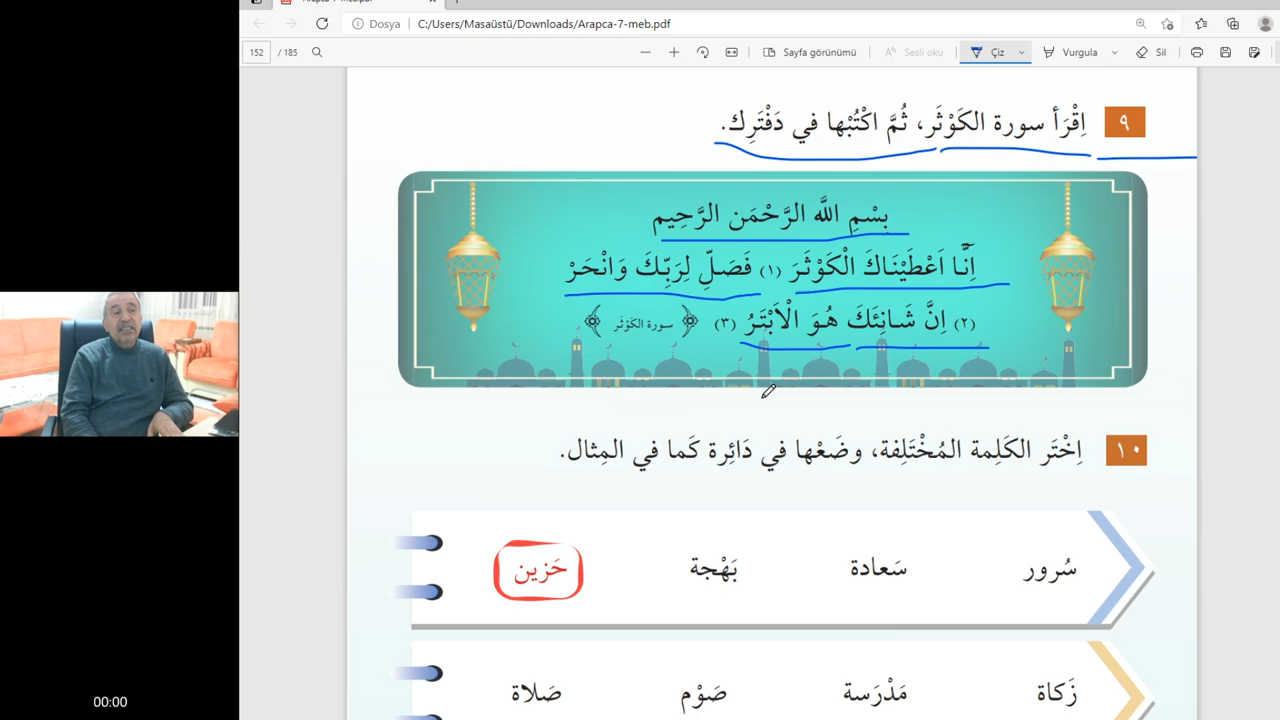 Dosya C:/Users/Masaüstü/Downloads/Arapca-7-meb.pdf
152 / 185 Sayfa görünümü Sesli oku Çiz Vurgula Sil
٩ اِقْرَأ سورة الكَوْثَر، ثُمَّ اكْتُبْها في دَفْتَرِك.
بِسْمِ اللّٰه الرَّحْمَن الرَّحِيم
اِنَّٓا اَعْطَيْنَاكَ الْكَوْثَرَ (١) فَصَلِّ لِرَبِّكَ وَانْحَرْ
(٢) اِنَّ شَانِئَكَ هُوَ الْاَبْتَرُ (٣) ﴿سورة الكَوْثَر﴾
١٠ اِخْتَر الكَلِمة المُخْتَلِفة، وضَعْها في دَائِرة كَما في المِثال.
سُرور سَعادة بَهْجة حَزين
زَكاة مَدْرَسة صَوْم صَلاة
00:00